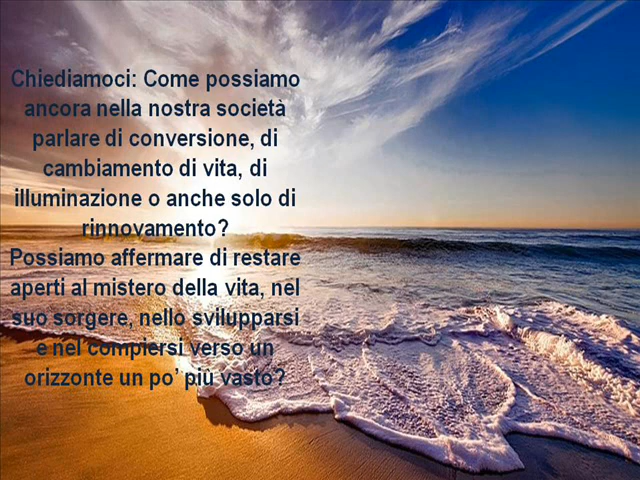 Chiediamoci: Come possiamo
ancora nella nostra società
parlare di conversione, di
cambiamento di vita, di
illuminazione o anche solo di
rinnovamento?
Possiamo affermare di restare
aperti al mistero della vita, nel
suo sorgere, nello svilupparsi
e nel compiersi verso un
orizzonte un po’ più vasto?